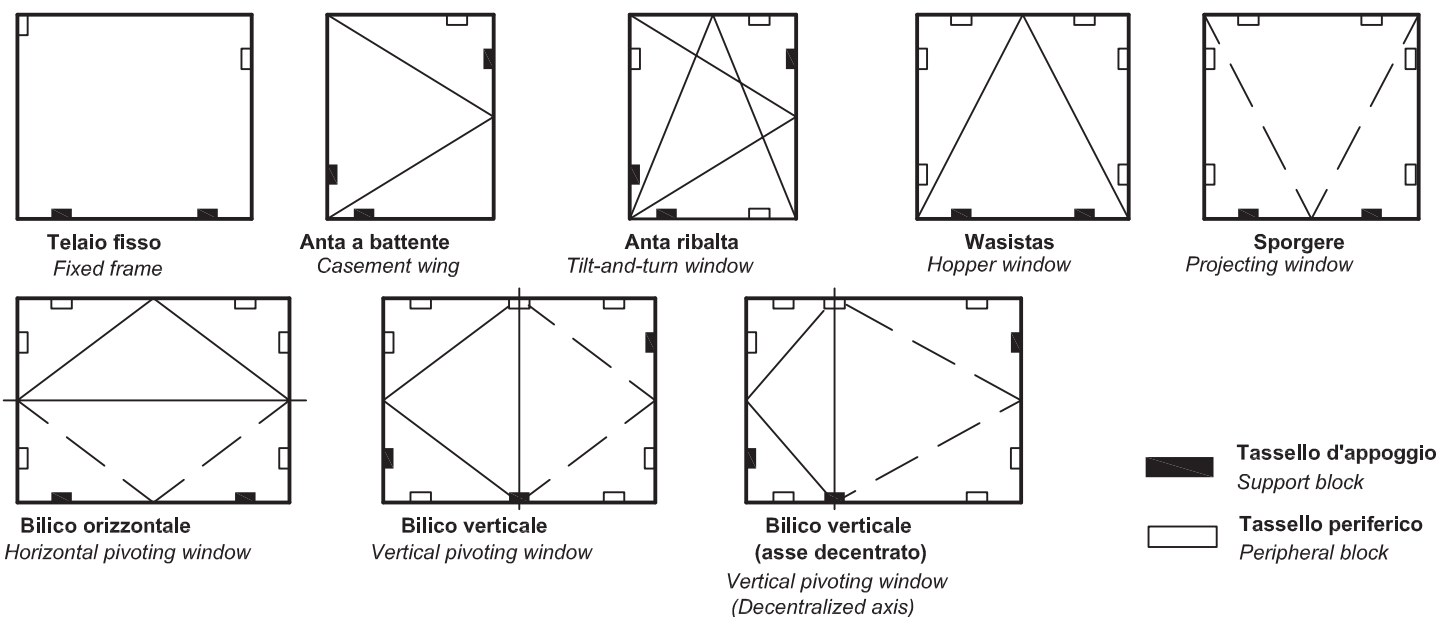 Telaio fisso
Fixed frame
Anta a battente
Casement wing
Anta ribalta
Tilt-and-turn window
Wasistas
Hopper window
Sporgere
Projecting window
Bilico orizzontale
Horizontal pivoting window
Bilico verticale
Vertical pivoting window
Bilico verticale
(asse decentrato)
Vertical pivoting window
(Decentralized axis)
Tassello d'appoggio
Support block
Tassello periferico
Peripheral block